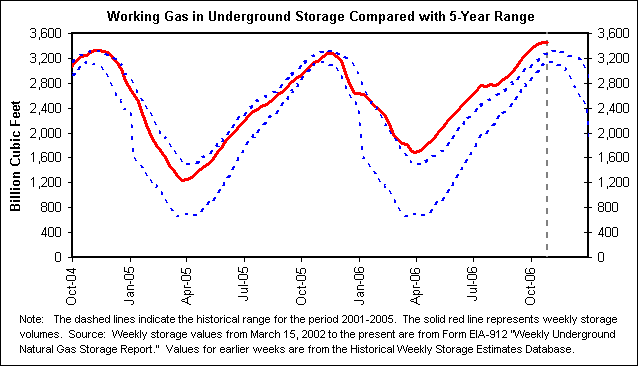 Working Gas in Underground Storage Compared with 5-Year Range
Billion Cubic Feet
3,600
3,200
2,800
2,400
2,000
1,600
1,200
800
400
0
3,600
3,200
2,800
2,400
2,000
1,600
1,200
800
400
0
Oct-04
Jan-05
Apr-05
Jul-05
Oct-05
Jan-06
Apr-06
Jul-06
Oct-06
Note: The dashed lines indicate the historical range for the period 2001-2005. The solid red line represents weekly storage
volumes. Source: Weekly storage values from March 15, 2002 to the present are from Form EIA-912 "Weekly Underground
Natural Gas Storage Report." Values for earlier weeks are from the Historical Weekly Storage Estimates Database.